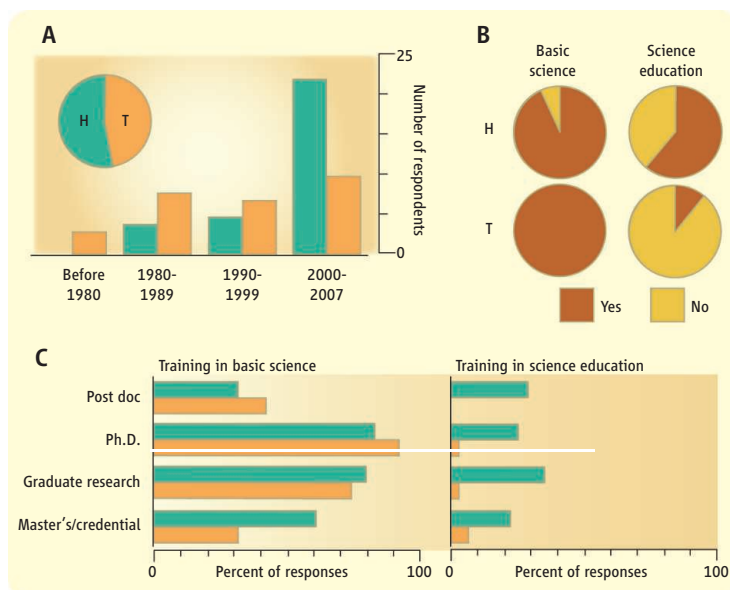 A
25
H
T
Number of respondents
0
Before
1980
1980-
1989
1990-
1999
2000-
2007
B
Basic
science
Science
education
H
T
Yes
No
C
Training in basic science
Training in science education
Post doc
Ph.D.
Graduate research
Master's/credential
0
Percent of responses
100
0
Percent of responses
100